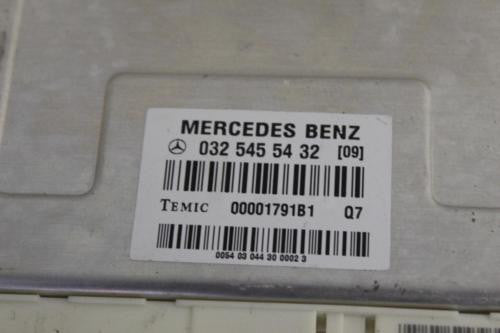 MERCEDES BENZ
032 545 54 32 [09]
TEMIC 00001791B1 Q7
0054 03 044 30 0002 3